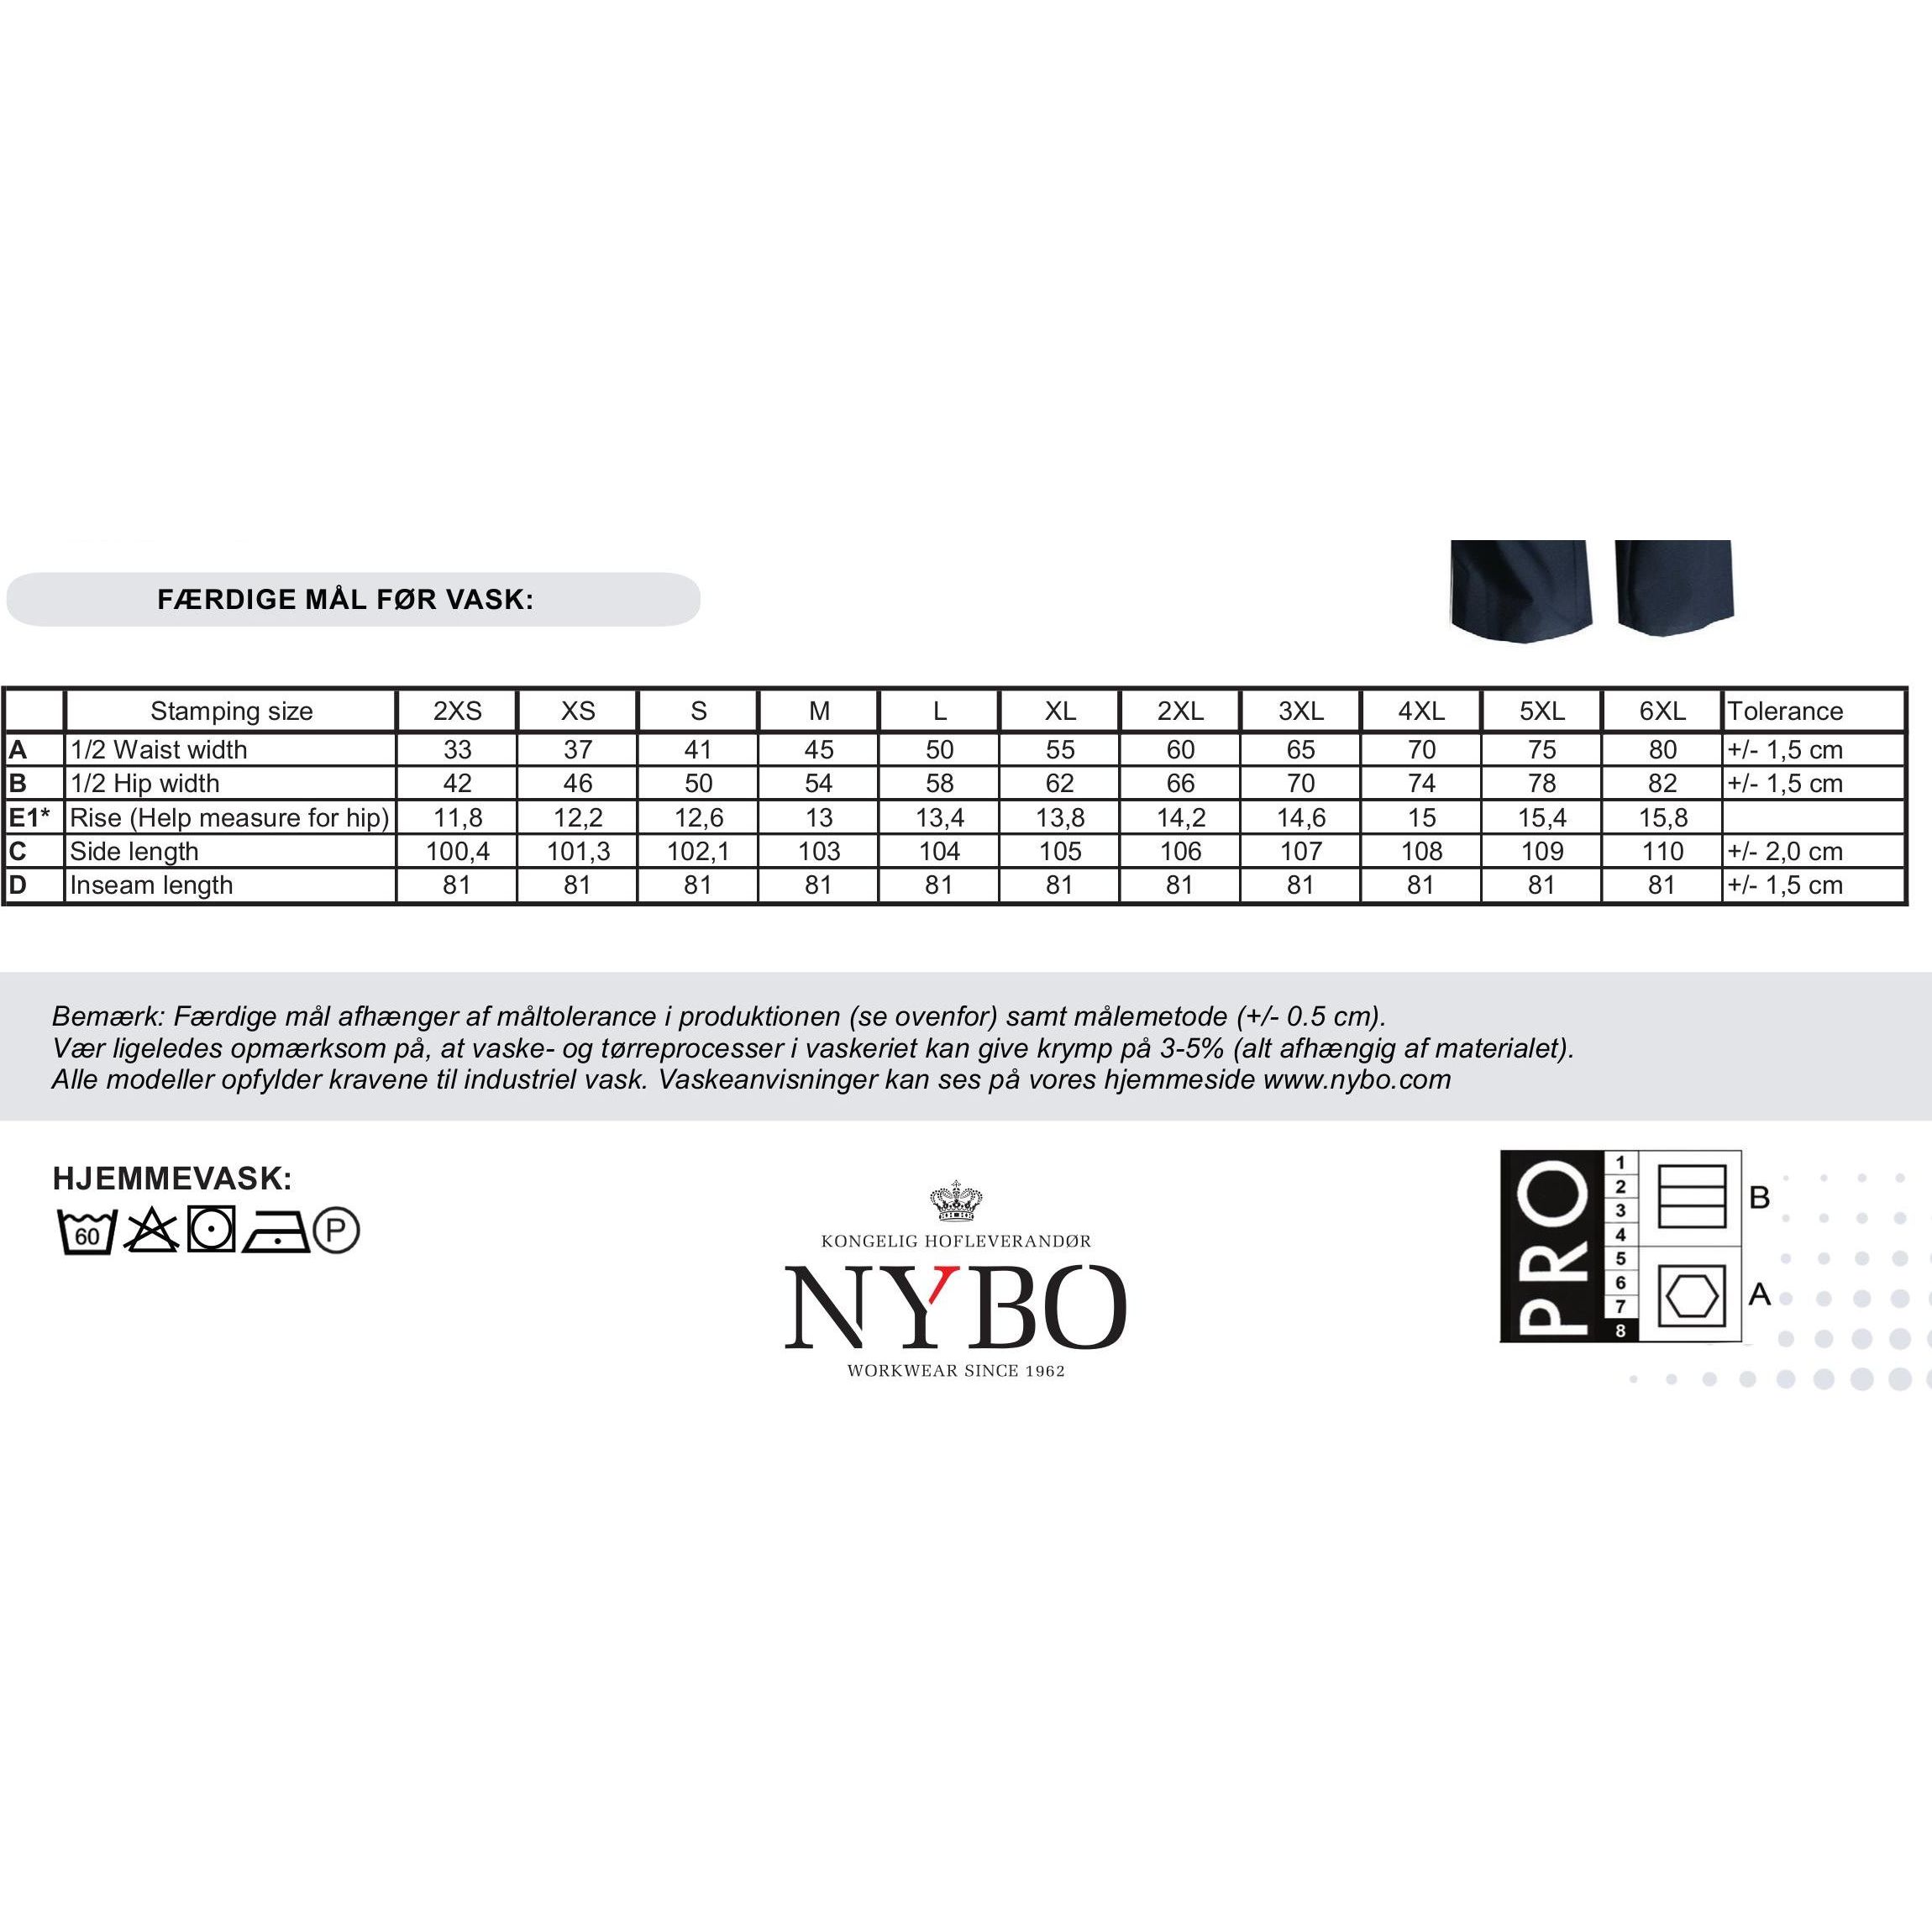 FÆRDIGE MÅL FØR VASK:
Stamping size 2XS XS S M L XL 2XL 3XL 4XL 5XL 6XL Tolerance
A 1/2 Waist width 33 37 41 45 50 55 60 65 70 75 80 +/- 1,5 cm
B 1/2 Hip width 42 46 50 54 58 62 66 70 74 78 82 +/- 1,5 cm
E1* Rise (Help measure for hip) 11,8 12,2 12,6 13 13,4 13,8 14,2 14,6 15 15,4 15,8
C Side length 100,4 101,3 102,1 103 104 105 106 107 108 109 110 +/- 2,0 cm
D Inseam length 81 81 81 81 81 81 81 81 81 81 81 +/- 1,5 cm
Bemærk: Færdige mål afhænger af måltolerance i produktionen (se ovenfor) samt målemetode (+/- 0.5 cm).
Vær ligeledes opmærksom på, at vaske- og tørreprocesser i vaskeriet kan give krymp på 3-5% (alt afhængig af materialet).
Alle modeller opfylder kravene til industriel vask. Vaskeanvisninger kan ses på vores hjemmeside www.nybo.com
HJEMMEVASK:
60 P
KONGELIG HOFLEVERANDØR
NYBO
WORKWEAR SINCE 1962
PRO
1
2
3
4
5
6
7
8
B
A